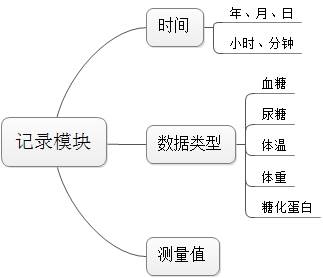 时间
年、月、日
小时、分钟
记录模块
数据类型
血糖
尿糖
体温
体重
糖化蛋白
测量值